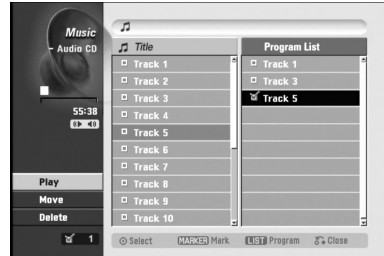 Music
Audio CD
55:38
Play
Move
Delete
1
Title
Track 1
Track 2
Track 3
Track 4
Track 5
Track 6
Track 7
Track 8
Track 9
Track 10
Program List
Track 1
Track 3
Track 5
Select MARKER Mark LIST Program Close